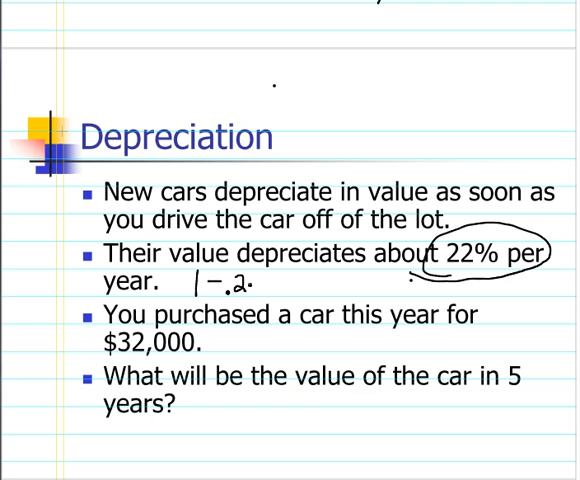 Depreciation
New cars depreciate in value as soon as
you drive the car off of the lot.
Their value depreciates about 22% per
year. 1 - .2
You purchased a car this year for
$32,000.
What will be the value of the car in 5
years?